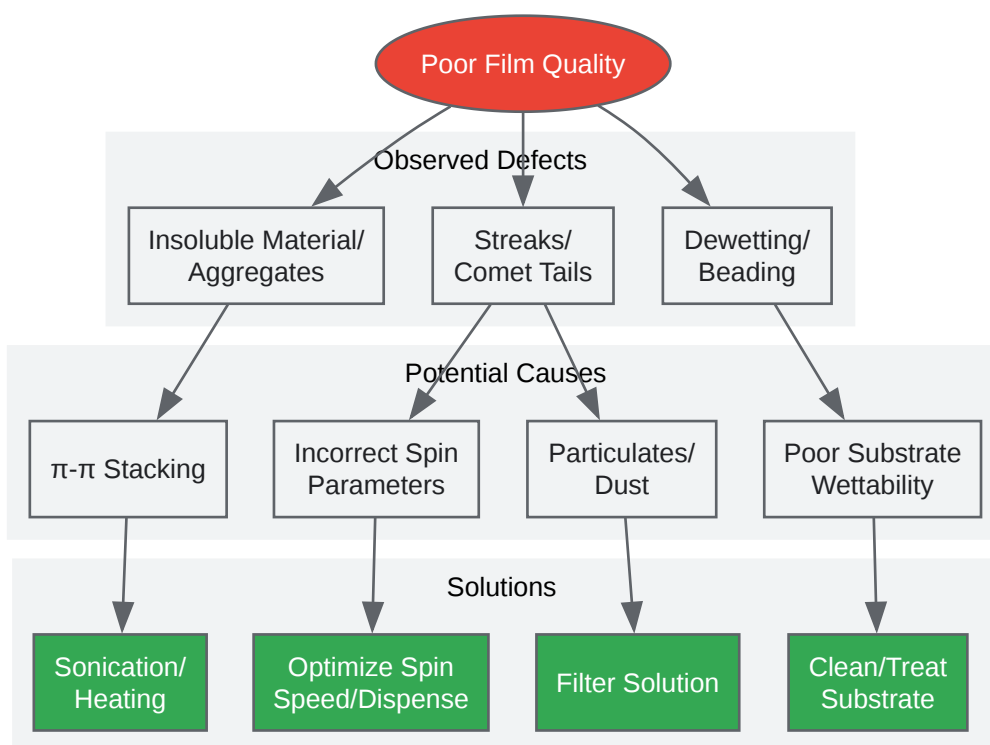 Poor Film Quality
Observed Defects
Insoluble Material/
Aggregates
Streaks/
Comet Tails
Dewetting/
Beading
Potential Causes
π-π Stacking
Incorrect Spin
Parameters
Particulates/
Dust
Poor Substrate
Wettability
Solutions
Sonication/
Heating
Optimize Spin
Speed/Dispense
Filter Solution
Clean/Treat
Substrate